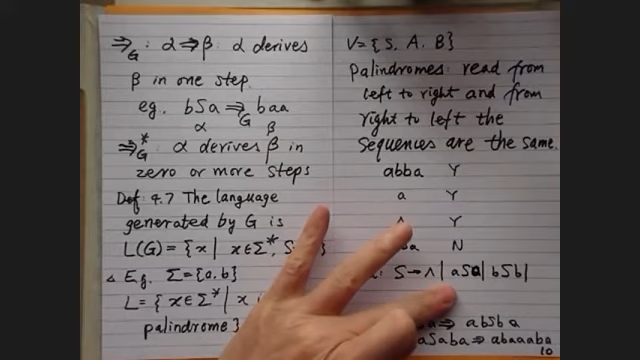 ⇒G : α ⇒ β : α derives
β in one step.
eg. bSa ⇒G baa
α β
⇒*G : α derives β in
zero or more steps
Def 4.7 The language
generated by G is
L(G) = { x | x ∈ Σ*, S
△ E.g. Σ = {a, b}
L = { x ∈ Σ* | x
palindrome }
V = { S, A, B }
Palindromes: read from
left to right and from
right to left the
sequences are the same.
abba Y
a Y
Λ Y
N
S → Λ | aSa | bSb |
⇒ abSba
aSaba ⇒ abaaaba
10